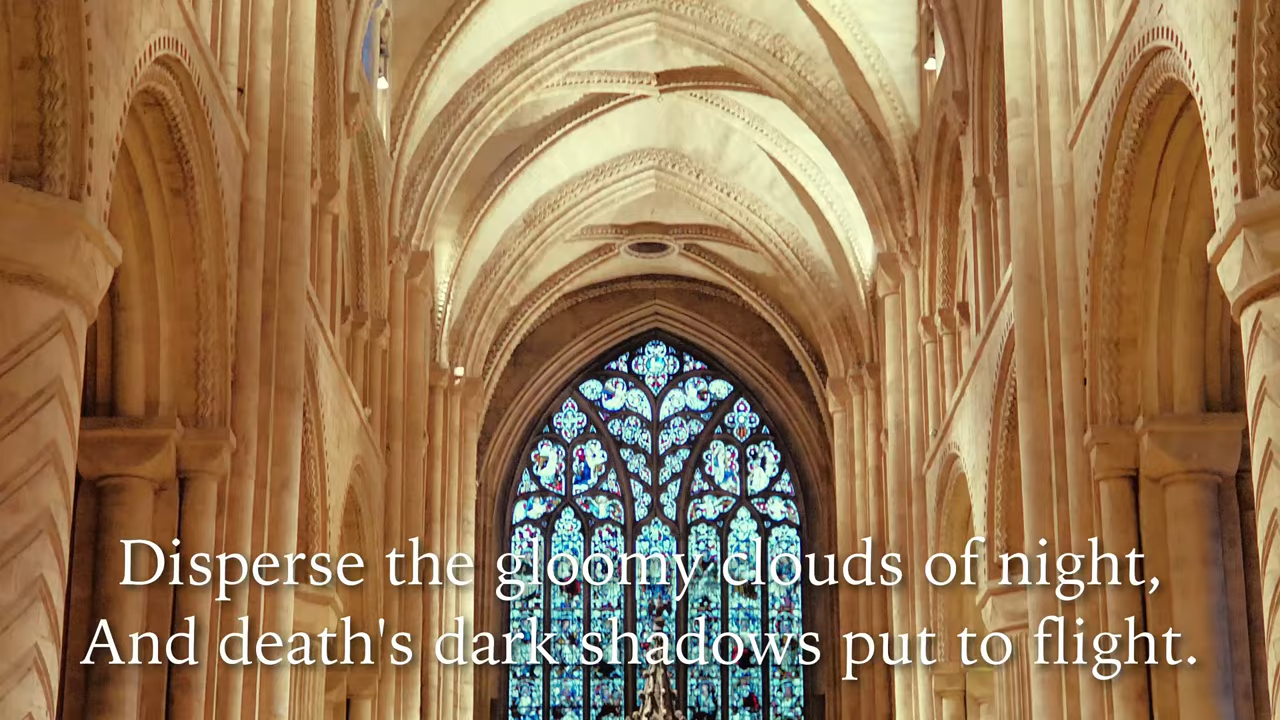 Disperse the gloomy clouds of night,
And death's dark shadows put to flight.